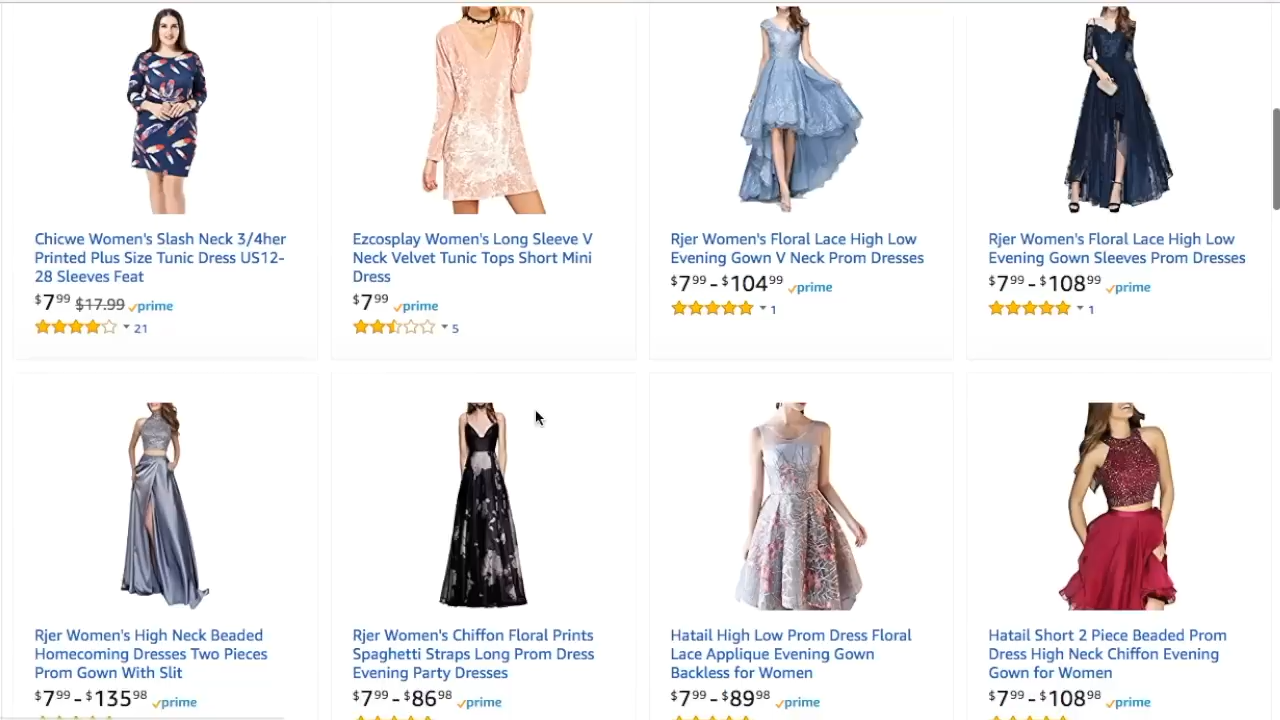 Chicwe Women's Slash Neck 3/4her
Printed Plus Size Tunic Dress US12-
28 Sleeves Feat
$7 99 $17.99 prime
21
Ezcosplay Women's Long Sleeve V
Neck Velvet Tunic Tops Short Mini
Dress
$7 99 prime
5
Rjer Women's Floral Lace High Low
Evening Gown V Neck Prom Dresses
$7 99 - $104 99 prime
1
Rjer Women's Floral Lace High Low
Evening Gown Sleeves Prom Dresses
$7 99 - $108 99 prime
1
Rjer Women's High Neck Beaded
Homecoming Dresses Two Pieces
Prom Gown With Slit
$7 99 - $135 98 prime
Rjer Women's Chiffon Floral Prints
Spaghetti Straps Long Prom Dress
Evening Party Dresses
$7 99 - $86 98 prime
Hatail High Low Prom Dress Floral
Lace Applique Evening Gown
Backless for Women
$7 99 - $89 98 prime
Hatail Short 2 Piece Beaded Prom
Dress High Neck Chiffon Evening
Gown for Women
$7 99 - $108 98 prime